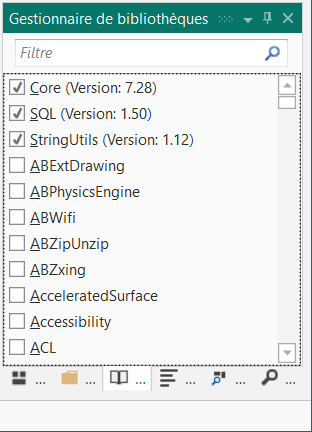 Gestionnaire de bibliothèques
Filtre
Core (Version: 7.28)
SQL (Version: 1.50)
StringUtils (Version: 1.12)
ABExtDrawing
ABPhysicsEngine
ABWifi
ABZipUnzip
ABZxing
AcceleratedSurface
Accessibility
ACL
... ... ... ... ... ...